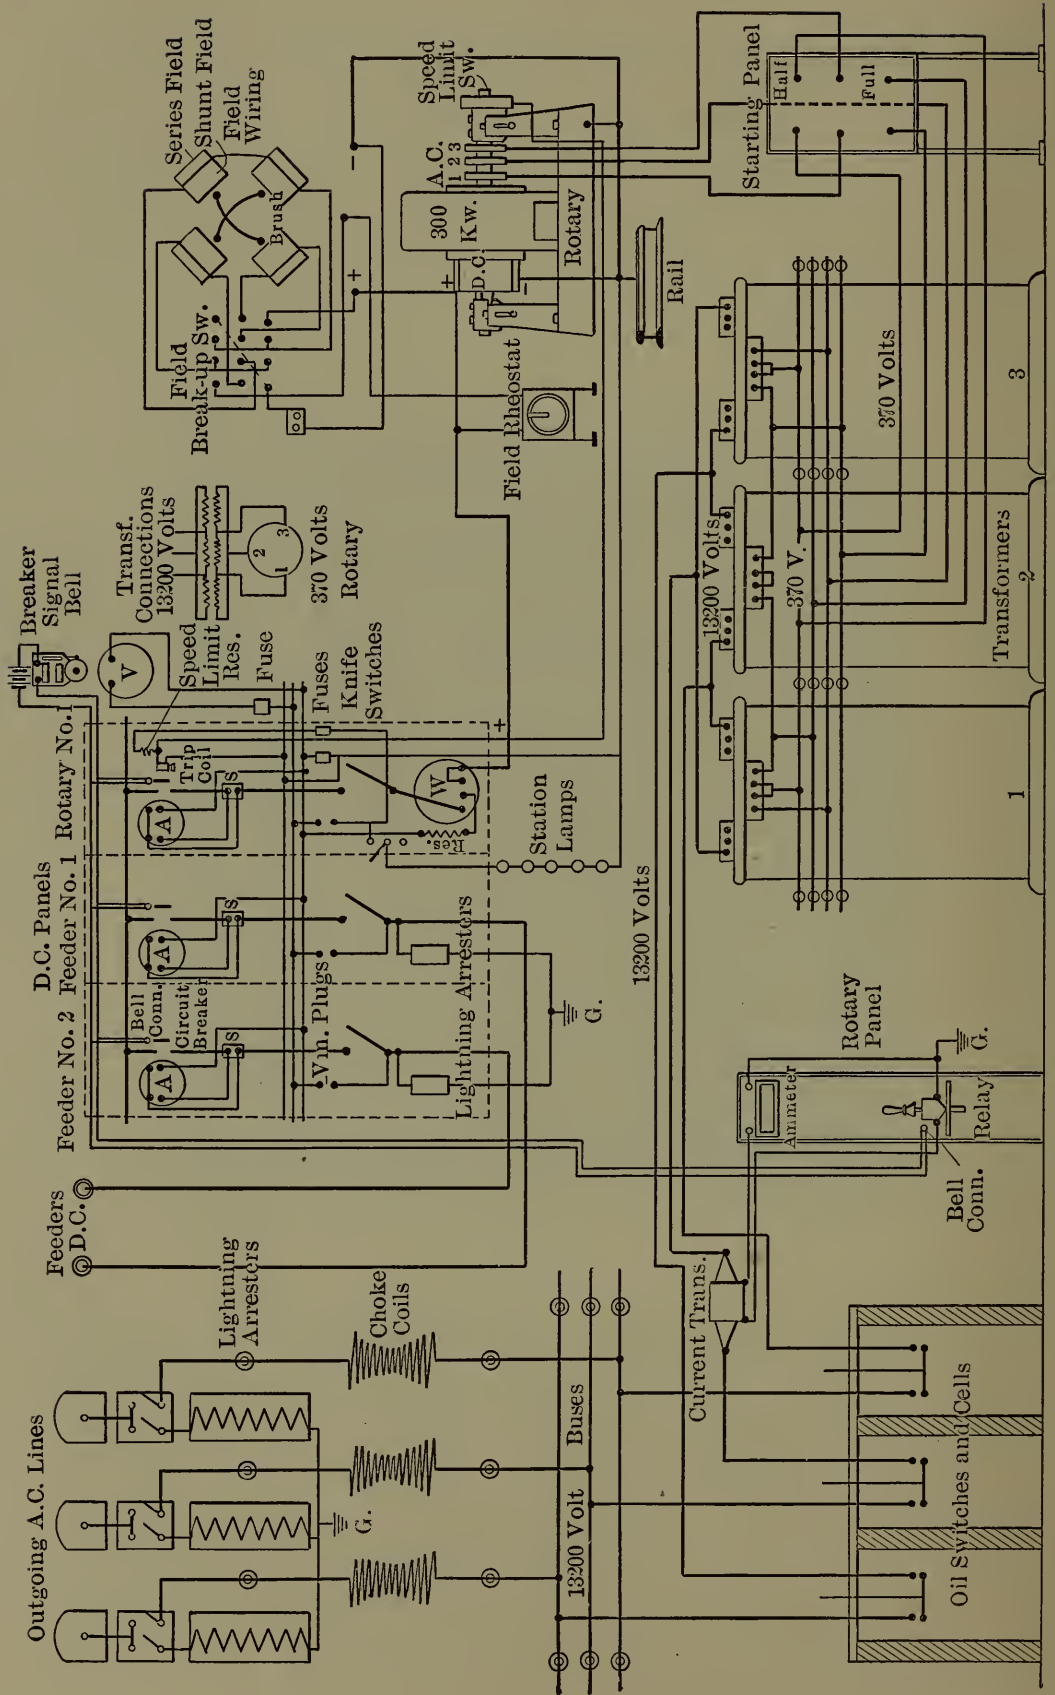 Outgoing A.C. Lines
G.
Lightning
Arresters
Choke
Coils
13200 Volt Buses
Oil Switches and Cells
Feeders
D.C.
Current Trans.
D.C. Panels
Feeder No. 2 Feeder No. 1 Rotary No.1
Bell
Conn.
Circuit
Breaker
A
A
A
S
S
S
Trip
Coil
Vm. Plugs
Lightning Arresters
G.
Res.
W
+
Station
Lamps
Breaker
Signal
Bell
V
Speed
Limit
Res.
Fuse
Fuses
Knife
Switches
Transf.
Connections
13200 Volts
1 2 3
370 Volts
Rotary
Series Field
Shunt Field
Field
Wiring
Brush
Field
Break-up Sw.
+
-
Field Rheostat
+
D.C.
-
300
Kw.
A.C.
1 2 3
Speed
Limit
Sw.
Rotary
Rail
Starting Panel
Half
Full
13200 Volts
13200 Volts
370 V.
370 Volts
Transformers
1
2
3
Rotary
Panel
Ammeter
G.
Relay
Bell
Conn.